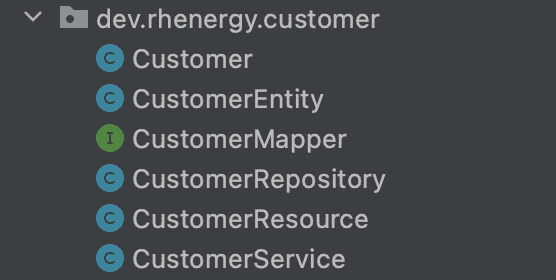 dev.rhenergy.customer
C Customer
C CustomerEntity
I CustomerMapper
C CustomerRepository
C CustomerResource
C CustomerService